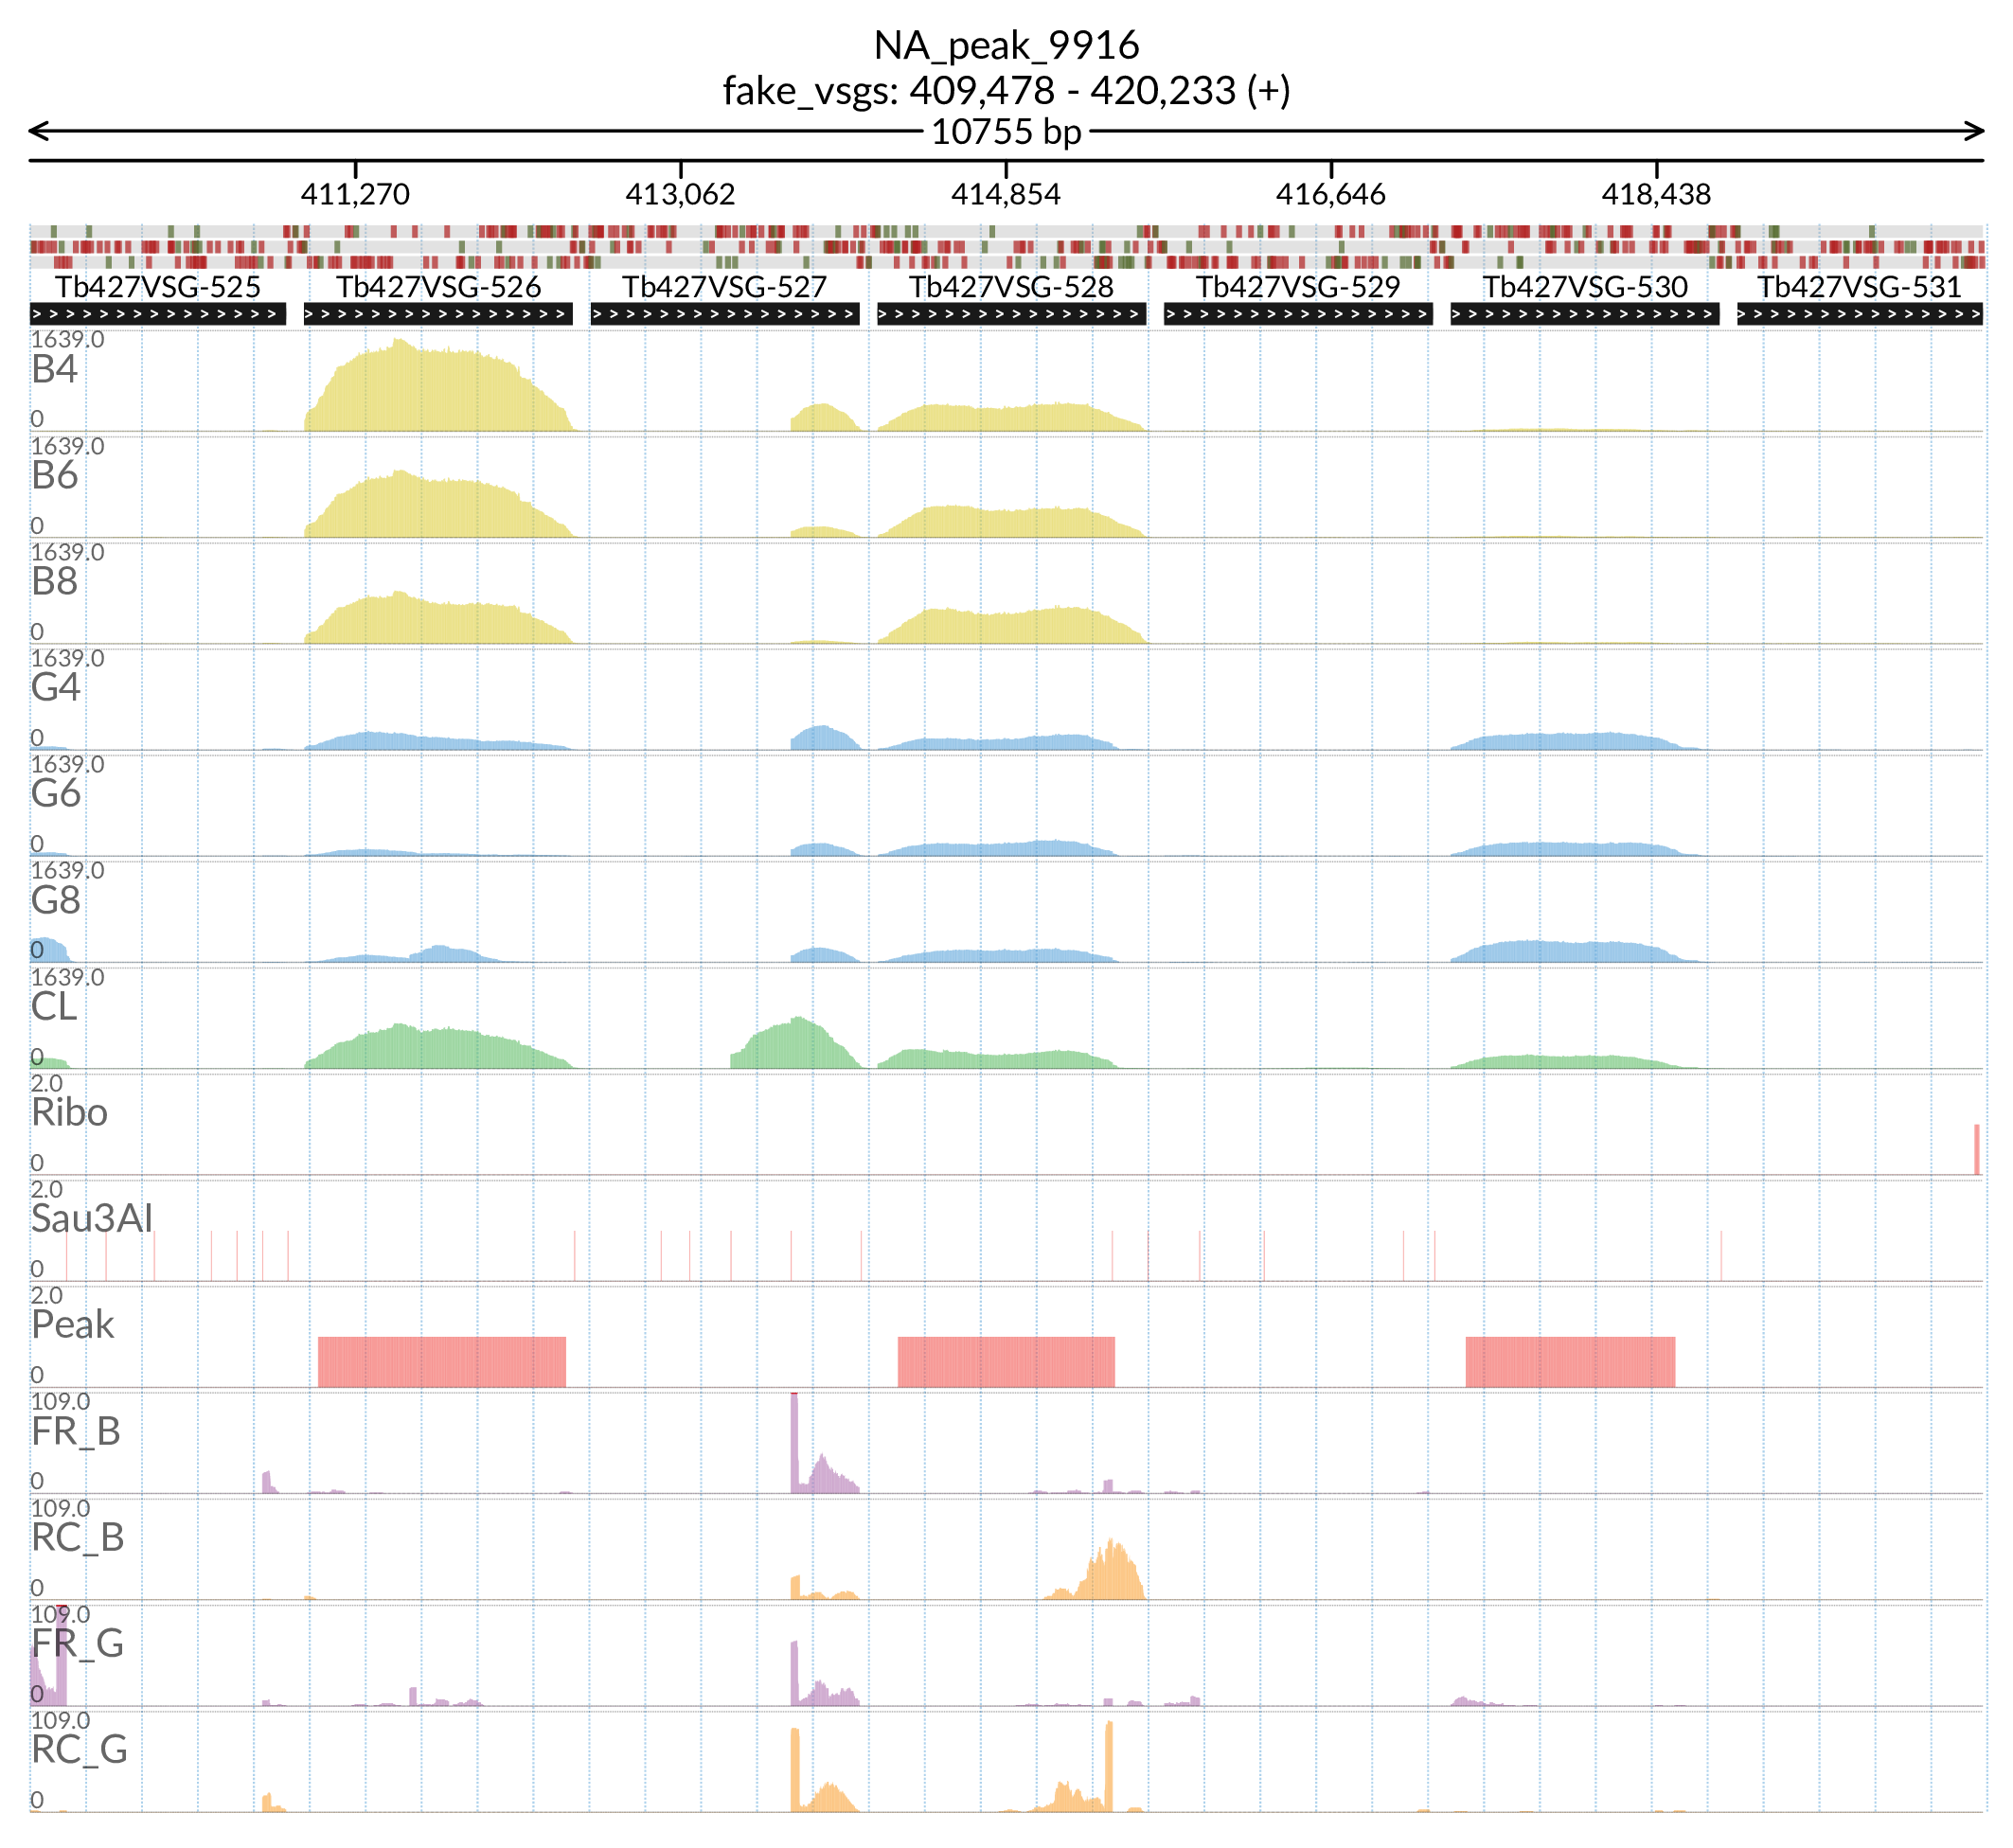 NA_peak_9916
fake_vsgs: 409,478 - 420,233 (+)
10755 bp
411,270 413,062 414,854 416,646 418,438
Tb427VSG-525 Tb427VSG-526 Tb427VSG-527 Tb427VSG-528 Tb427VSG-529 Tb427VSG-530 Tb427VSG-531
1639.0
B4
0
1639.0
B6
0
1639.0
B8
0
1639.0
G4
0
1639.0
G6
0
1639.0
G8
0
1639.0
CL
0
2.0
Ribo
0
2.0
Sau3AI
0
2.0
Peak
0
109.0
FR_B
0
109.0
RC_B
0
109.0
FR_G
0
109.0
RC_G
0